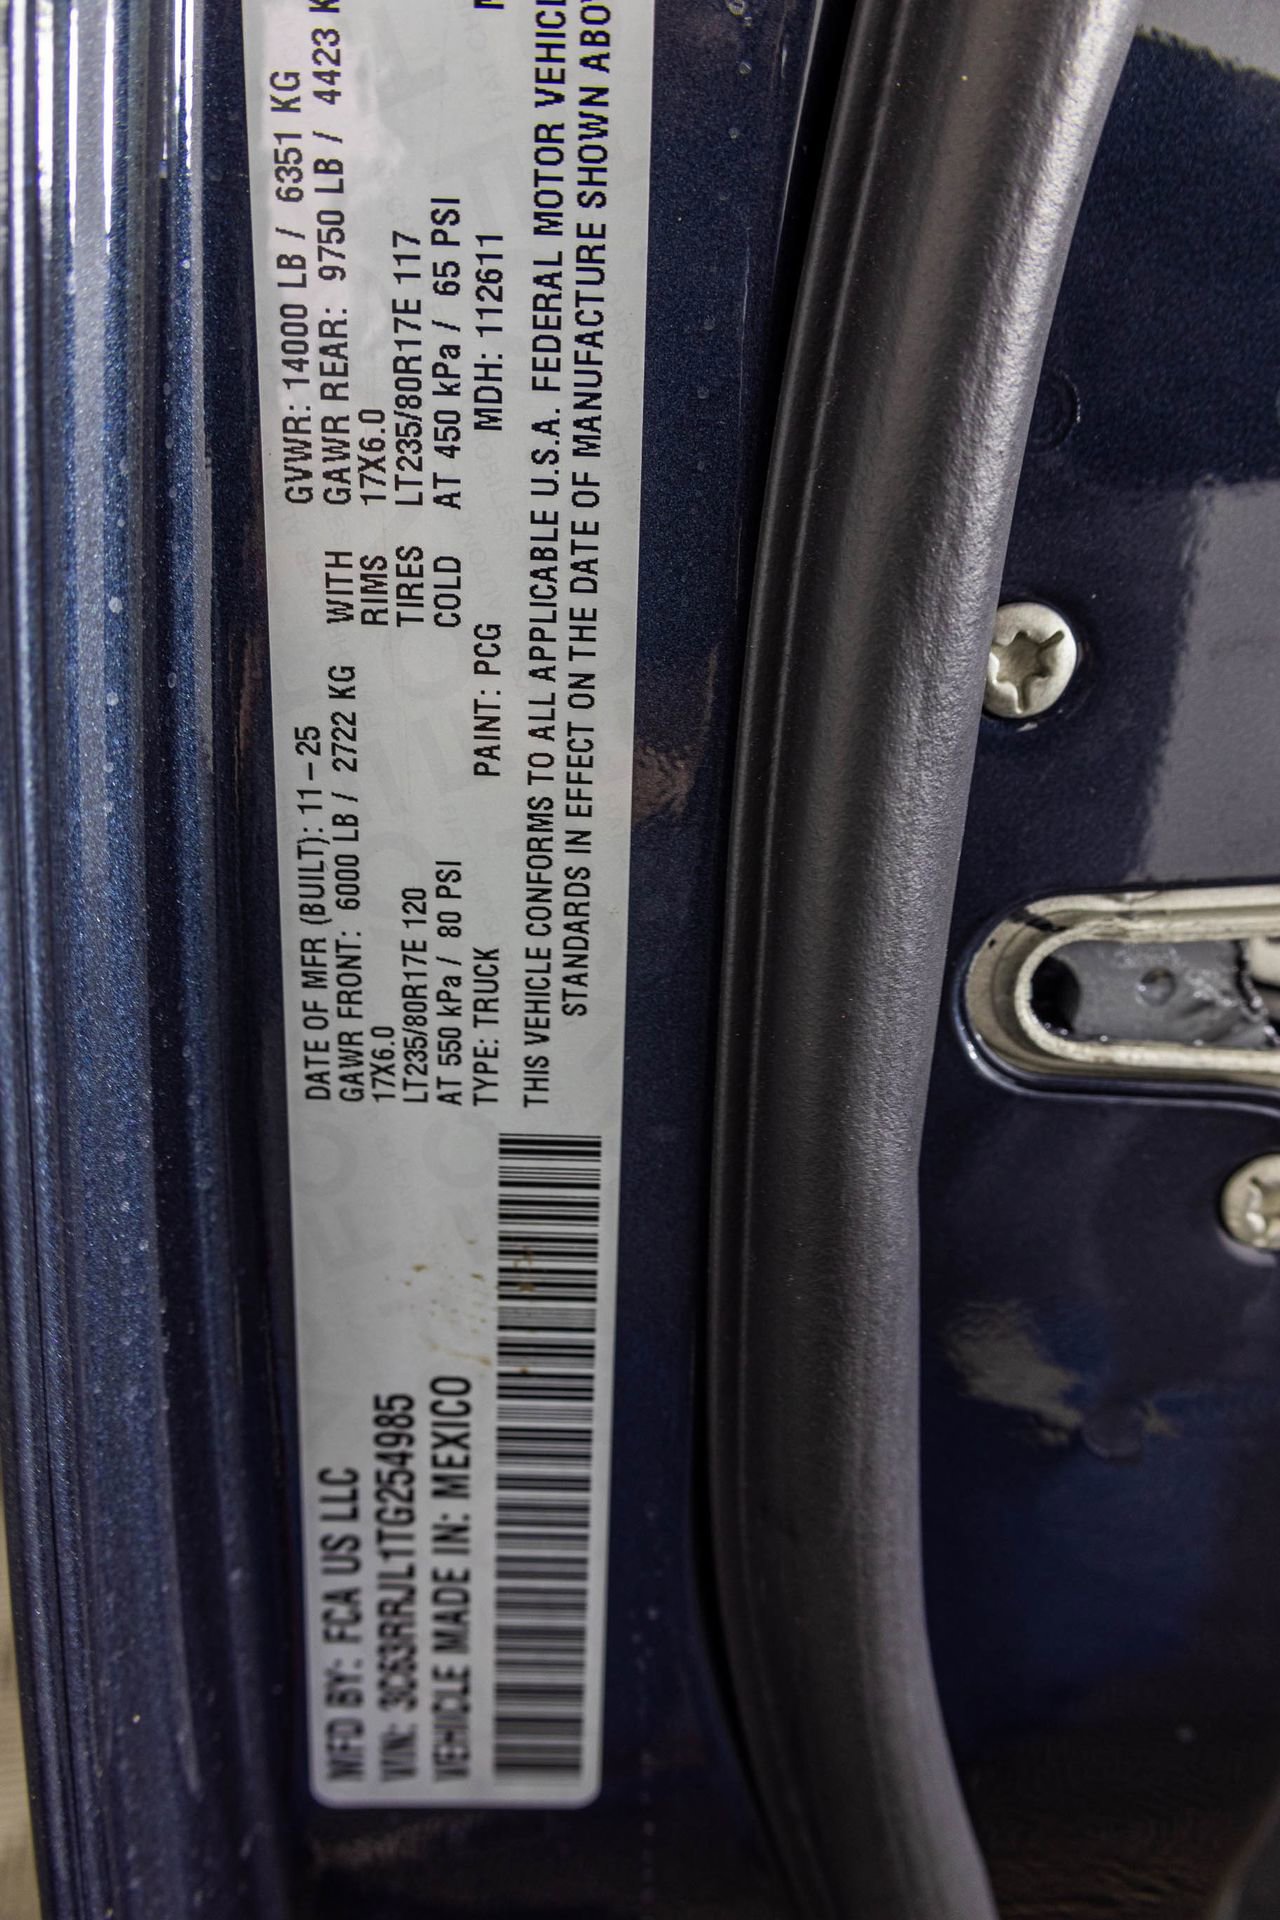 MFD BY: FCA US LLC
VIN: 3C63RRJL1TG254985
VEHICLE MADE IN: MEXICO
DATE OF MFR (BUILT): 11-25 GVWR: 14000 LB / 6351 KG
GAWR FRONT: 6000 LB / 2722 KG WITH GAWR REAR: 9750 LB / 4423 K
17X6.0 RIMS 17X6.0
LT235/80R17E 120 TIRES LT235/80R17E 117
AT 550 kPa / 80 PSI COLD AT 450 kPa / 65 PSI
TYPE: TRUCK PAINT: PCG MDH: 112611
THIS VEHICLE CONFORMS TO ALL APPLICABLE U.S.A. FEDERAL MOTOR VEHICL
STANDARDS IN EFFECT ON THE DATE OF MANUFACTURE SHOWN ABO